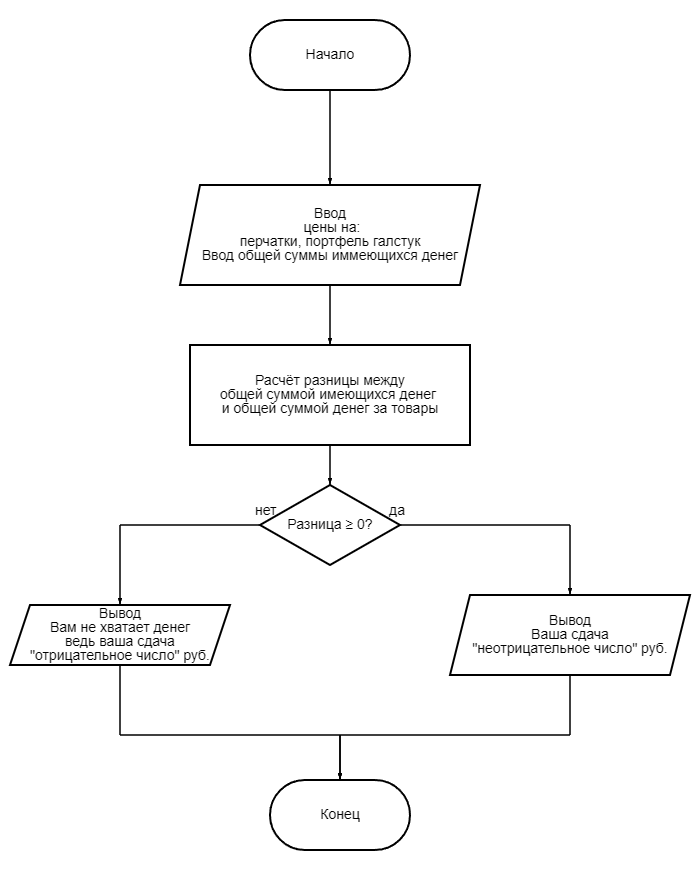 Начало
Ввод
цены на:
перчатки, портфель галстук
Ввод общей суммы иммеющихся денег
Расчёт разницы между
общей суммой имеющихся денег
и общей суммой денег за товары
нет
да
Разница ≥ 0?
Вывод
Вам не хватает денег
ведь ваша сдача
"отрицательное число" руб.
Вывод
Ваша сдача
"неотрицательное число" руб.
Конец